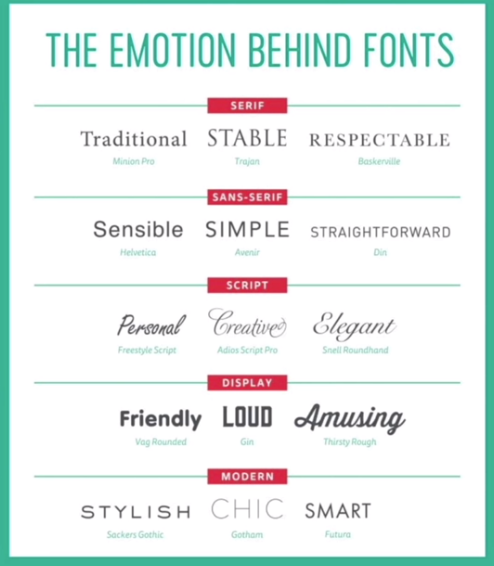 THE EMOTION BEHIND FONTS
SERIF
Traditional STABLE RESPECTABLE
Minion Pro Trajan Baskerville
SANS-SERIF
Sensible SIMPLE STRAIGHTFORWARD
Helvetica Avenir Din
SCRIPT
Personal Creative Elegant
Freestyle Script Adios Script Pro Snell Roundhand
DISPLAY
Friendly LOUD Amusing
Vag Rounded Gin Thirsty Rough
MODERN
STYLISH CHIC SMART
Sackers Gothic Gotham Futura